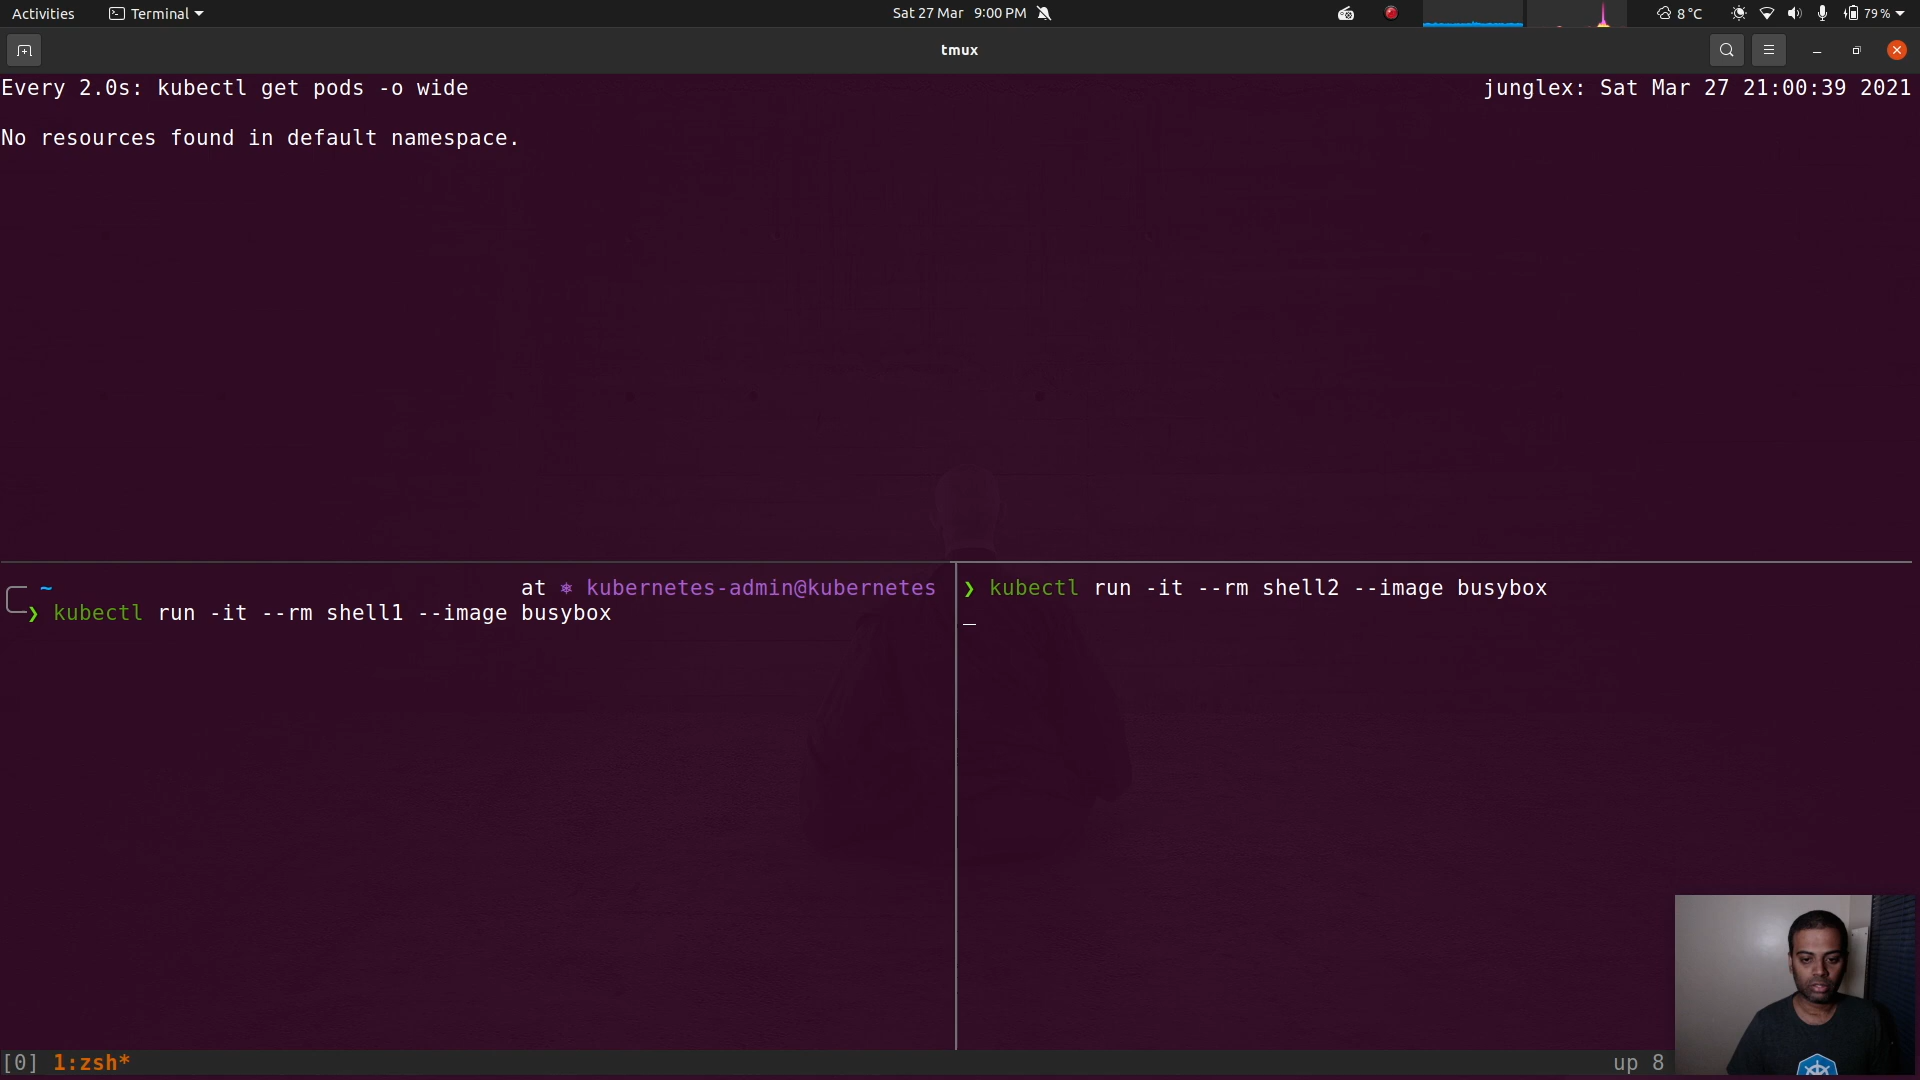 Activities Terminal Sat 27 Mar 9:00 PM 8 °C 79 %
tmux
Every 2.0s: kubectl get pods -o wide junglex: Sat Mar 27 21:00:39 2021
No resources found in default namespace.
~ at ⎈ kubernetes-admin@kubernetes
❯ kubectl run -it --rm shell1 --image busybox
❯ kubectl run -it --rm shell2 --image busybox
_
[0] 1:zsh* up 8